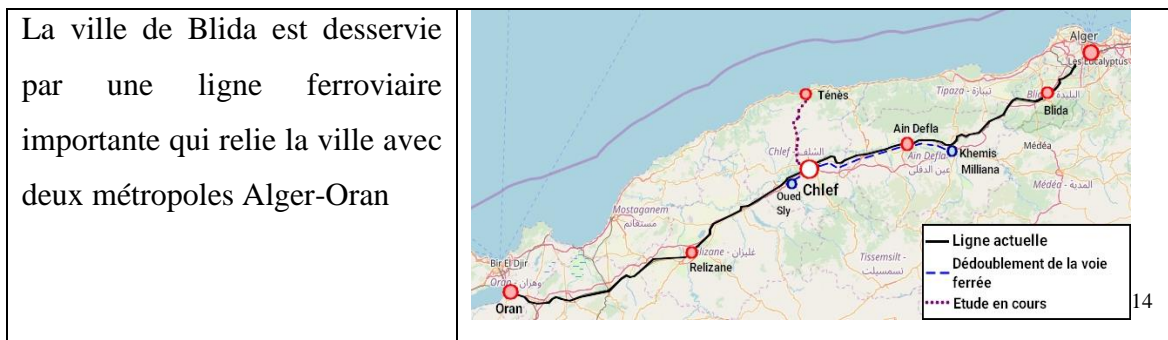 La ville de Blida est desservie
par une ligne ferroviaire
importante qui relie la ville avec
deux métropoles Alger-Oran
Alger
Les Eucalyptus
Ténès
Tipaza - تيبازة
Blida
Ain Defla
Chlef
Ain Defla
عين الدفلى
Khemis
Milliana
Médéa
Médéa - المدية
Chlef
Oued
Sly
Mostaganem
مستغانم
غليزان
Relizane
Tissemsilt -
تسمسيلت
Bir El Djir
وهران
Oran
Ligne actuelle
Dédoublement de la voie
ferrée
Etude en cours
14